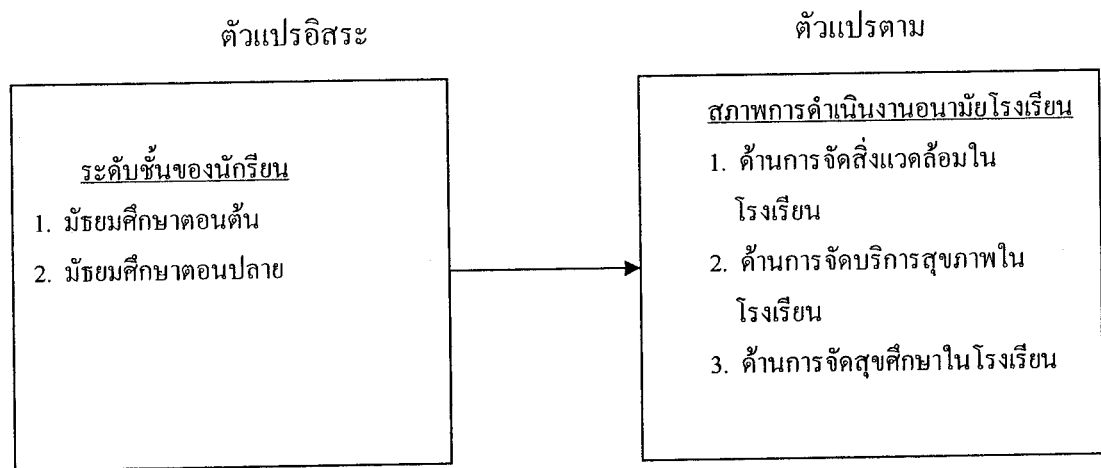 ตัวแปรอิสระ
ตัวแปรตาม
ระดับชั้นของนักรียน
1. มัธยมศึกษาตอนต้น
2. มัธยมศึกษาตอนปลาย
สภาพการดำเนินงานอนามัยโรงเรียน
1. ด้านการจัดสิ่งแวดล้อมใน
โรงเรียน
2. ด้านการจัดบริการสุขภาพใน
โรงเรียน
3. ด้านการจัดสุขศึกษาในโรงเรียน